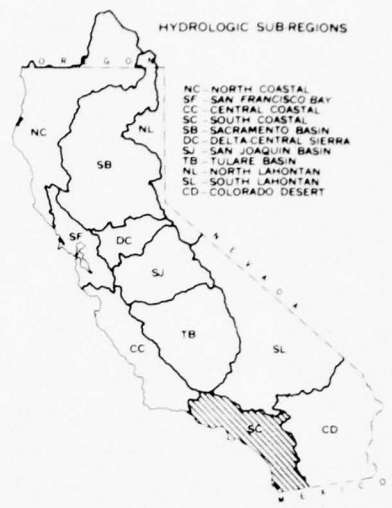 HYDROLOGIC SUB-REGIONS
OREGON
NC - NORTH COASTAL
SF - SAN FRANCISCO BAY
CC - CENTRAL COASTAL
SC - SOUTH COASTAL
SB - SACRAMENTO BASIN
DC - DELTA-CENTRAL SIERRA
SJ - SAN JOAQUIN BASIN
TB - TULARE BASIN
NL - NORTH LAHONTAN
SL - SOUTH LAHONTAN
CD - COLORADO DESERT
NC
NL
SB
SF
DC
NEVADA
SJ
TB
CC
SL
SC
CD
MEXICO